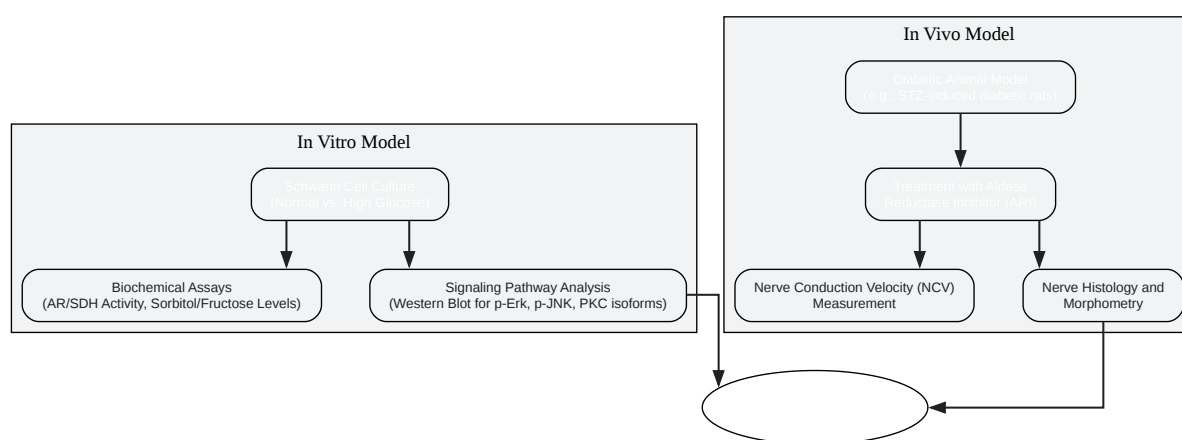 In Vitro Model
Schwann Cell Culture
(Normal vs. High Glucose)
Biochemical Assays
(AR/SDH Activity, Sorbitol/Fructose Levels)
Signaling Pathway Analysis
(Western Blot for p-Erk, p-JNK, PKC isoforms)
In Vivo Model
Diabetic Animal Model
(e.g., STZ-induced diabetic rats)
Treatment with Aldose
Reductase Inhibitor (ARI)
Nerve Conduction Velocity (NCV)
Measurement
Nerve Histology and
Morphometry